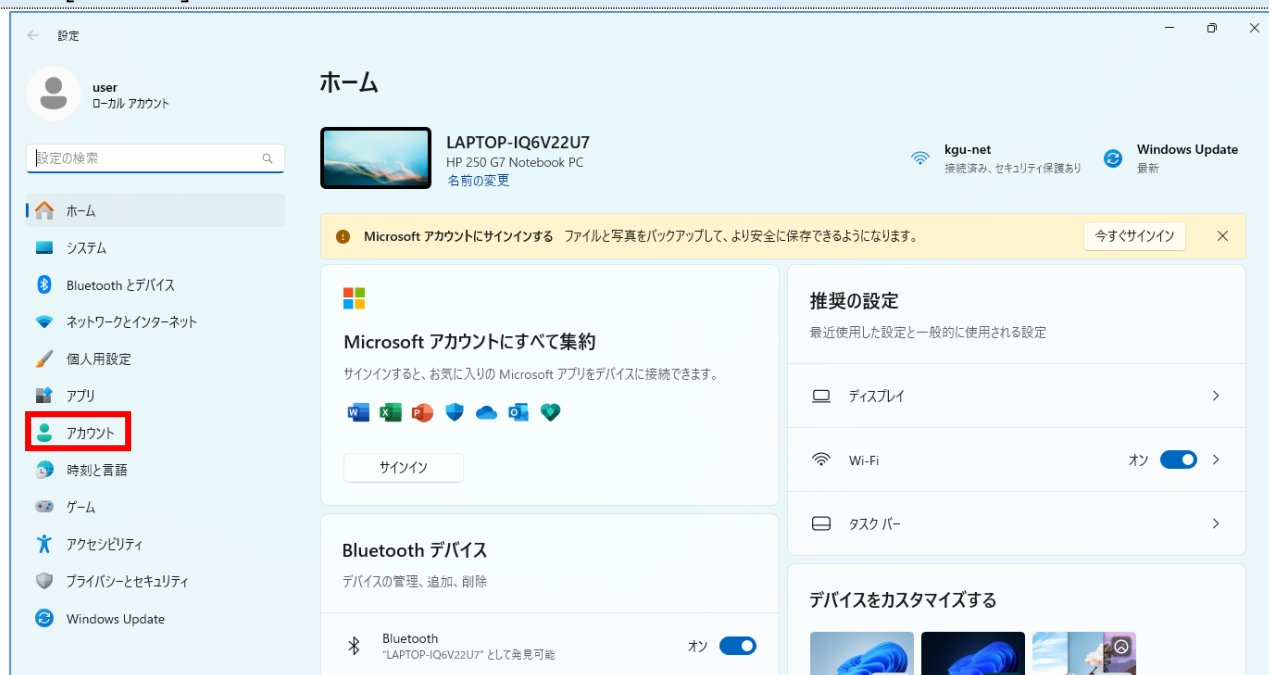 設定
user
ローカル アカウント
設定の検索
ホーム
システム
Bluetooth とデバイス
ネットワークとインターネット
個人用設定
アプリ
アカウント
時刻と言語
ゲーム
アクセシビリティ
プライバシーとセキュリティ
Windows Update
ホーム
LAPTOP-IQ6V22U7
HP 250 G7 Notebook PC
名前の変更
kgu-net
接続済み、セキュリティ保護あり
Windows Update
最新
Microsoft アカウントにサインインする ファイルと写真をバックアップして、より安全に保存できるようになります。 今すぐサインイン
Microsoft アカウントにすべて集約
サインインすると、お気に入りの Microsoft アプリをデバイスに接続できます。
サインイン
Bluetooth デバイス
デバイスの管理、追加、削除
Bluetooth
"LAPTOP-IQ6V22U7" として発見可能
オン
推奨の設定
最近使用した設定と一般的に使用される設定
ディスプレイ
Wi-Fi オン
タスク バー
デバイスをカスタマイズする